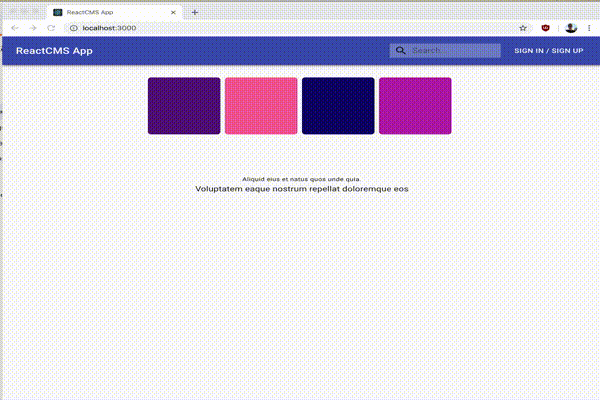 ReactCMS App
localhost:3000
ReactCMS App
Search...
SIGN IN / SIGN UP
Aliquid eius et natus quos unde quia.
Voluptatem eaque nostrum repellat doloremque eos